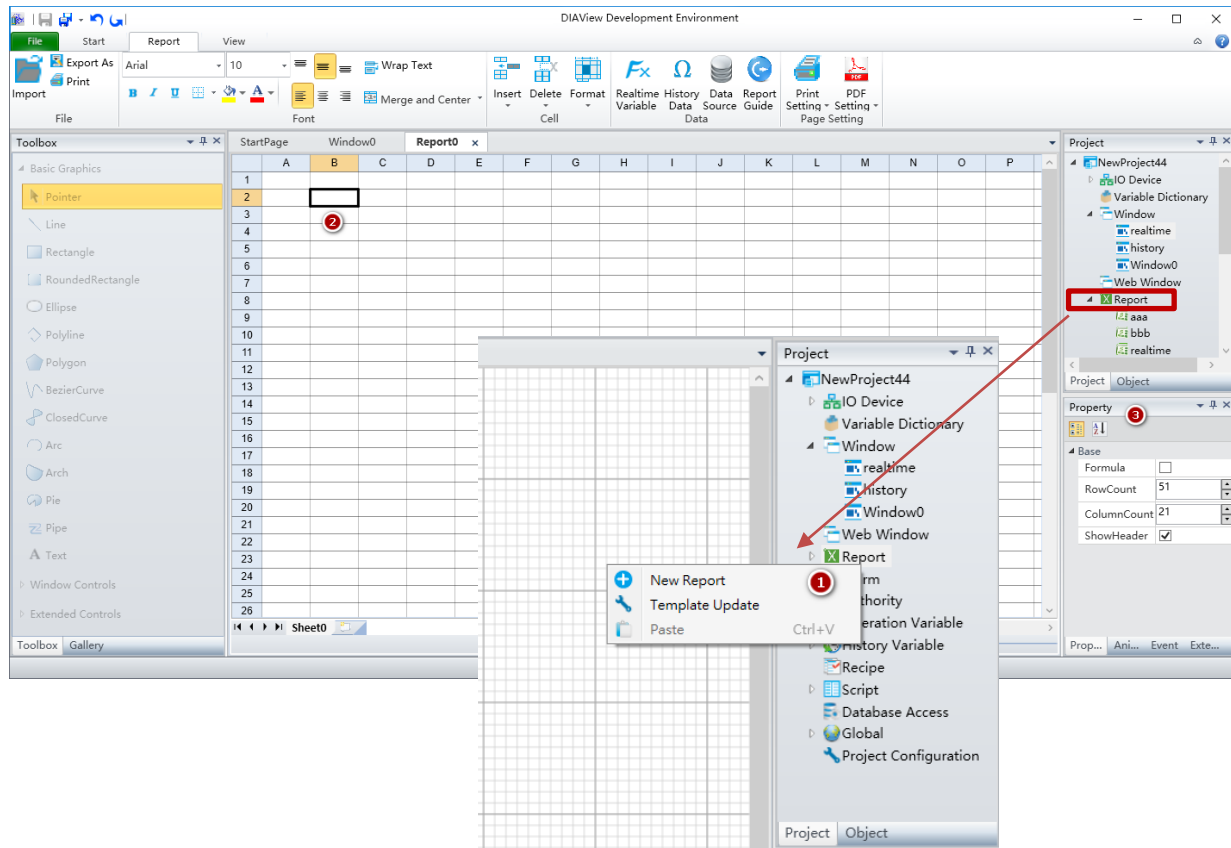 DIAView Development Environment
File Start Report View
Export As
Print
Import
File
Arial 10
Wrap Text
Merge and Center
Font
Insert Delete Format
Cell
Realtime Variable
History Data
Data Source
Report Guide
Data
Print Setting
PDF Setting
Page Setting
Toolbox
StartPage Window0 Report0
A B C D E F G H I J K L M N O P
1
2
3
4
5
6
7
8
9
10
11
12
13
14
15
16
17
18
19
20
21
22
23
24
25
26
Sheet0
Basic Graphics
Pointer
Line
Rectangle
RoundedRectangle
Ellipse
Polyline
Polygon
BezierCurve
ClosedCurve
Arc
Arch
Pie
Pipe
Text
Window Controls
Extended Controls
Toolbox Gallery
2
Project
NewProject44
IO Device
Variable Dictionary
Window
realtime
history
Window0
Web Window
Report
aaa
bbb
realtime
Project Object
Property
3
Base
Formula
RowCount 51
ColumnCount 21
ShowHeader
Prop... Ani... Event Exte...
Project
NewProject44
IO Device
Variable Dictionary
Window
realtime
history
Window0
Web Window
Report
New Report
1
Template Update
Paste Ctrl+V
rm
thority
eration Variable
History Variable
Recipe
Script
Database Access
Global
Project Configuration
Project Object